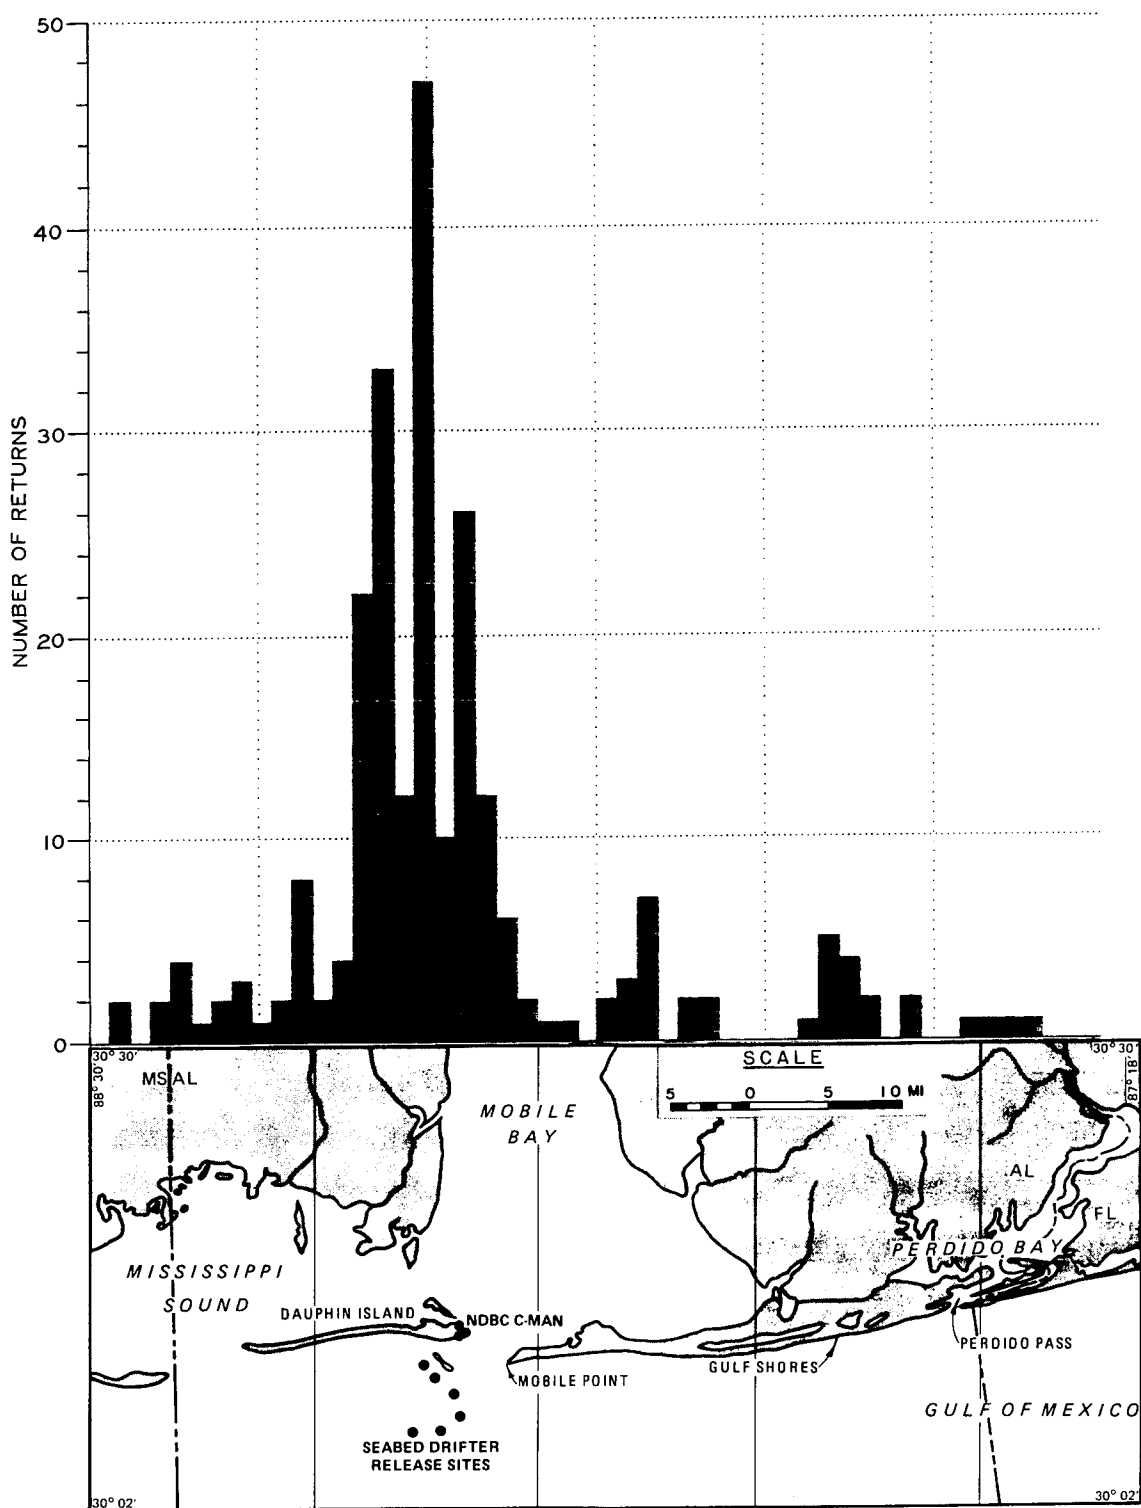 50
40
30
20
10
0
NUMBER OF RETURNS
30° 30'
88° 30'
MS AL
MOBILE
BAY
SCALE
5 0 5 10 MI
30° 30'
87° 18'
AL
FL
PERDIDO BAY
MISSISSIPPI
SOUND
DAUPHIN ISLAND
NDBC C-MAN
PERDIDO PASS
GULF SHORES
MOBILE POINT
GULF OF MEXICO
SEABED DRIFTER
RELEASE SITES
30° 02'
30° 02'